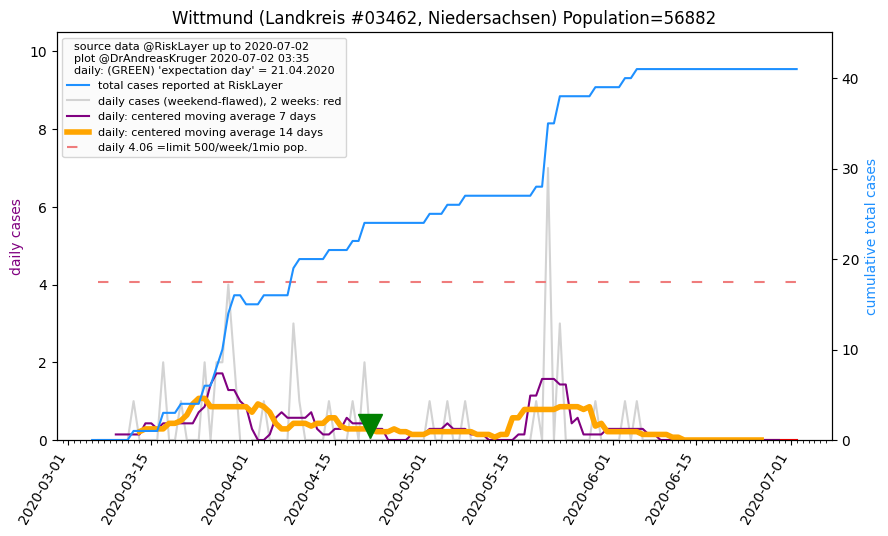 Wittmund (Landkreis #03462, Niedersachsen) Population=56882
source data @RiskLayer up to 2020-07-02
plot @DrAndreasKruger 2020-07-02 03:35
daily: (GREEN) 'expectation day' = 21.04.2020
total cases reported at RiskLayer
daily cases (weekend-flawed), 2 weeks: red
daily: centered moving average 7 days
daily: centered moving average 14 days
daily 4.06 =limit 500/week/1mio pop.
daily cases
10
8
6
4
2
0
cumulative total cases
40
30
20
10
0
2020-03-01
2020-03-15
2020-04-01
2020-04-15
2020-05-01
2020-05-15
2020-06-01
2020-06-15
2020-07-01